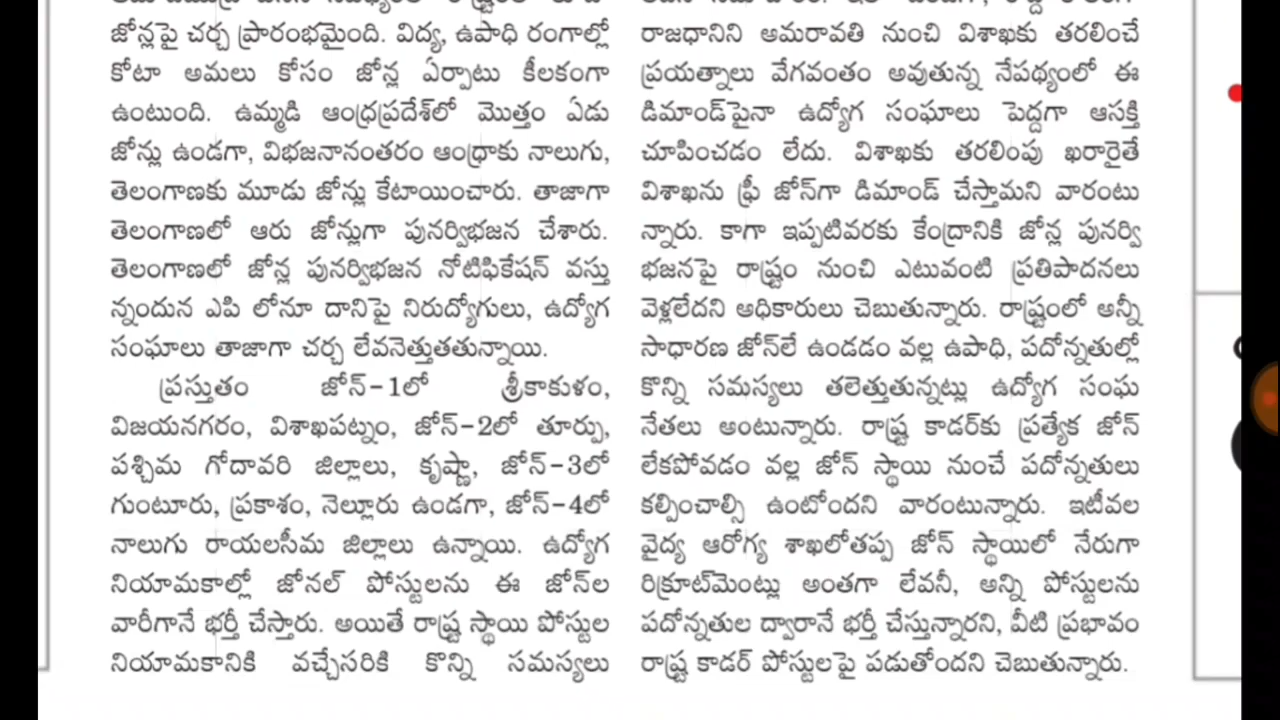 జోన్లపై చర్చ ప్రారంభమైంది. విద్య, ఉపాధి రంగాల్లో
కోటా అమలు కోసం జోన్ల ఏర్పాటు కీలకంగా
ఉంటుంది. ఉమ్మడి ఆంధ్రప్రదేశ్‌లో మొత్తం ఏడు
జోన్లు ఉండగా, విభజనానంతరం ఆంధ్రాకు నాలుగు,
తెలంగాణకు మూడు జోన్లు కేటాయించారు. తాజాగా
తెలంగాణలో ఆరు జోన్లుగా పునర్విభజన చేశారు.
తెలంగాణలో జోన్ల పునర్విభజన నోటిఫికేషన్ వస్తు
న్నందున ఎపి లోనూ దానిపై నిరుద్యోగులు, ఉద్యోగ
సంఘాలు తాజాగా చర్చ లేవనెత్తుతతున్నాయి.
ప్రస్తుతం జోన్-1లో శ్రీకాకుళం,
విజయనగరం, విశాఖపట్నం, జోన్-2లో తూర్పు,
పశ్చిమ గోదావరి జిల్లాలు, కృష్ణా, జోన్-3లో
గుంటూరు, ప్రకాశం, నెల్లూరు ఉండగా, జోన్-4లో
నాలుగు రాయలసీమ జిల్లాలు ఉన్నాయి. ఉద్యోగ
నియామకాల్లో జోనల్ పోస్టులను ఈ జోన్‌ల
వారీగానే భర్తీ చేస్తారు. అయితే రాష్ట్ర స్థాయి పోస్టుల
నియామకానికి వచ్చేసరికి కొన్ని సమస్యలు
రాజధానిని అమరావతి నుంచి విశాఖకు తరలించే
ప్రయత్నాలు వేగవంతం అవుతున్న నేపథ్యంలో ఈ
డిమాండ్‌పైనా ఉద్యోగ సంఘాలు పెద్దగా ఆసక్తి
చూపించడం లేదు. విశాఖకు తరలింపు ఖరారైతే
విశాఖను ఫ్రీ జోన్‌గా డిమాండ్ చేస్తామని వారంటు
న్నారు. కాగా ఇప్పటివరకు కేంద్రానికి జోన్ల పునర్వి
భజనపై రాష్ట్రం నుంచి ఎటువంటి ప్రతిపాదనలు
వెళ్లలేదని అధికారులు చెబుతున్నారు. రాష్ట్రంలో అన్నీ
సాధారణ జోన్‌లే ఉండడం వల్ల ఉపాధి, పదోన్నతుల్లో
కొన్ని సమస్యలు తలెత్తుతున్నట్లు ఉద్యోగ సంఘ
నేతలు అంటున్నారు. రాష్ట్ర కాడర్‌కు ప్రత్యేక జోన్
లేకపోవడం వల్ల జోన్ స్థాయి నుంచే పదోన్నతులు
కల్పించాల్సి ఉంటోందని వారంటున్నారు. ఇటీవల
వైద్య ఆరోగ్య శాఖలోతప్ప జోన్ స్థాయిలో నేరుగా
రిక్రూట్‌మెంట్లు అంతగా లేవనీ, అన్ని పోస్టులను
పదోన్నతుల ద్వారానే భర్తీ చేస్తున్నారని, వీటి ప్రభావం
రాష్ట్ర కాడర్ పోస్టులపై పడుతోందని చెబుతున్నారు.